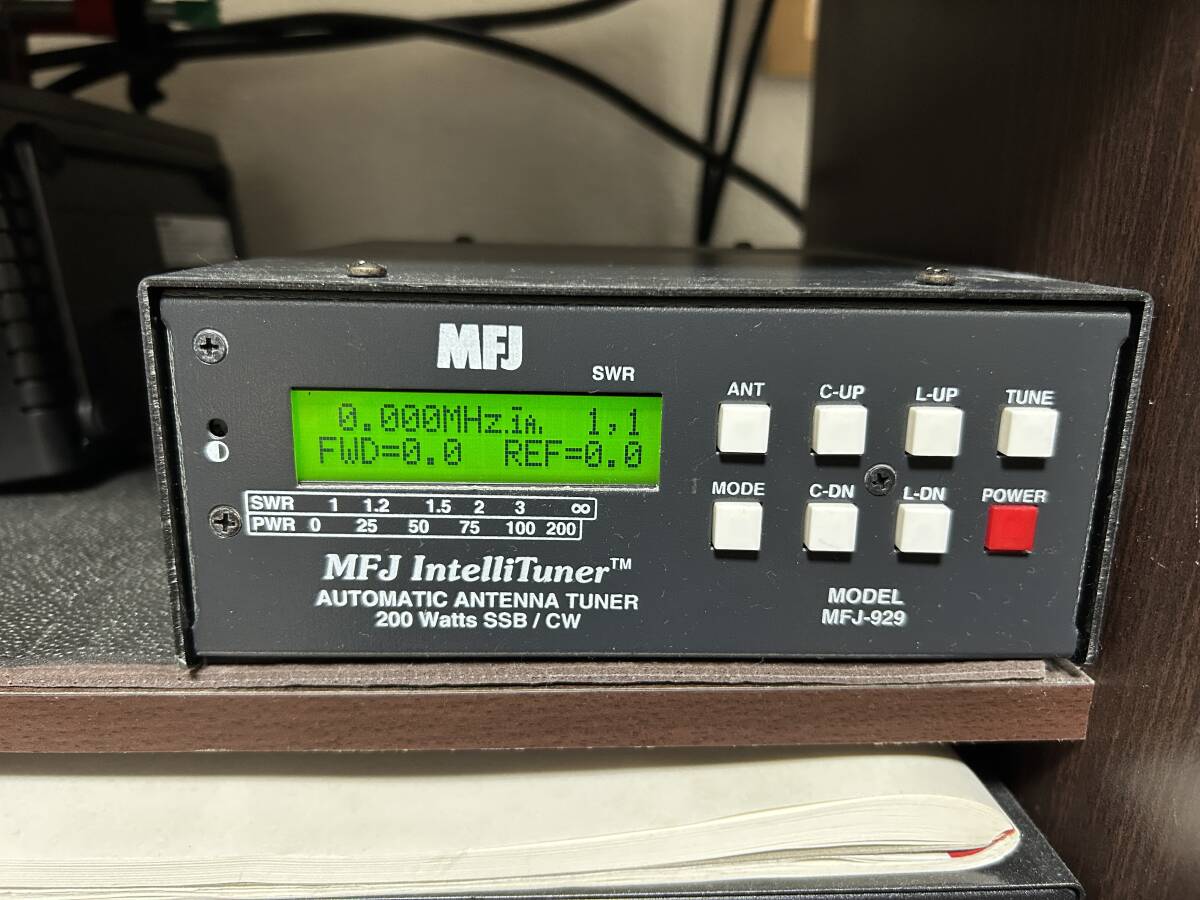 MFJ
SWR
0.000MHz 1A. 1,1
FWD=0.0 REF=0.0
SWR 1 1.2 1.5 2 3 ∞
PWR 0 25 50 75 100 200
MFJ IntelliTuner™
AUTOMATIC ANTENNA TUNER
200 Watts SSB / CW
ANT C-UP L-UP TUNE
MODE C-DN L-DN POWER
MODEL
MFJ-929